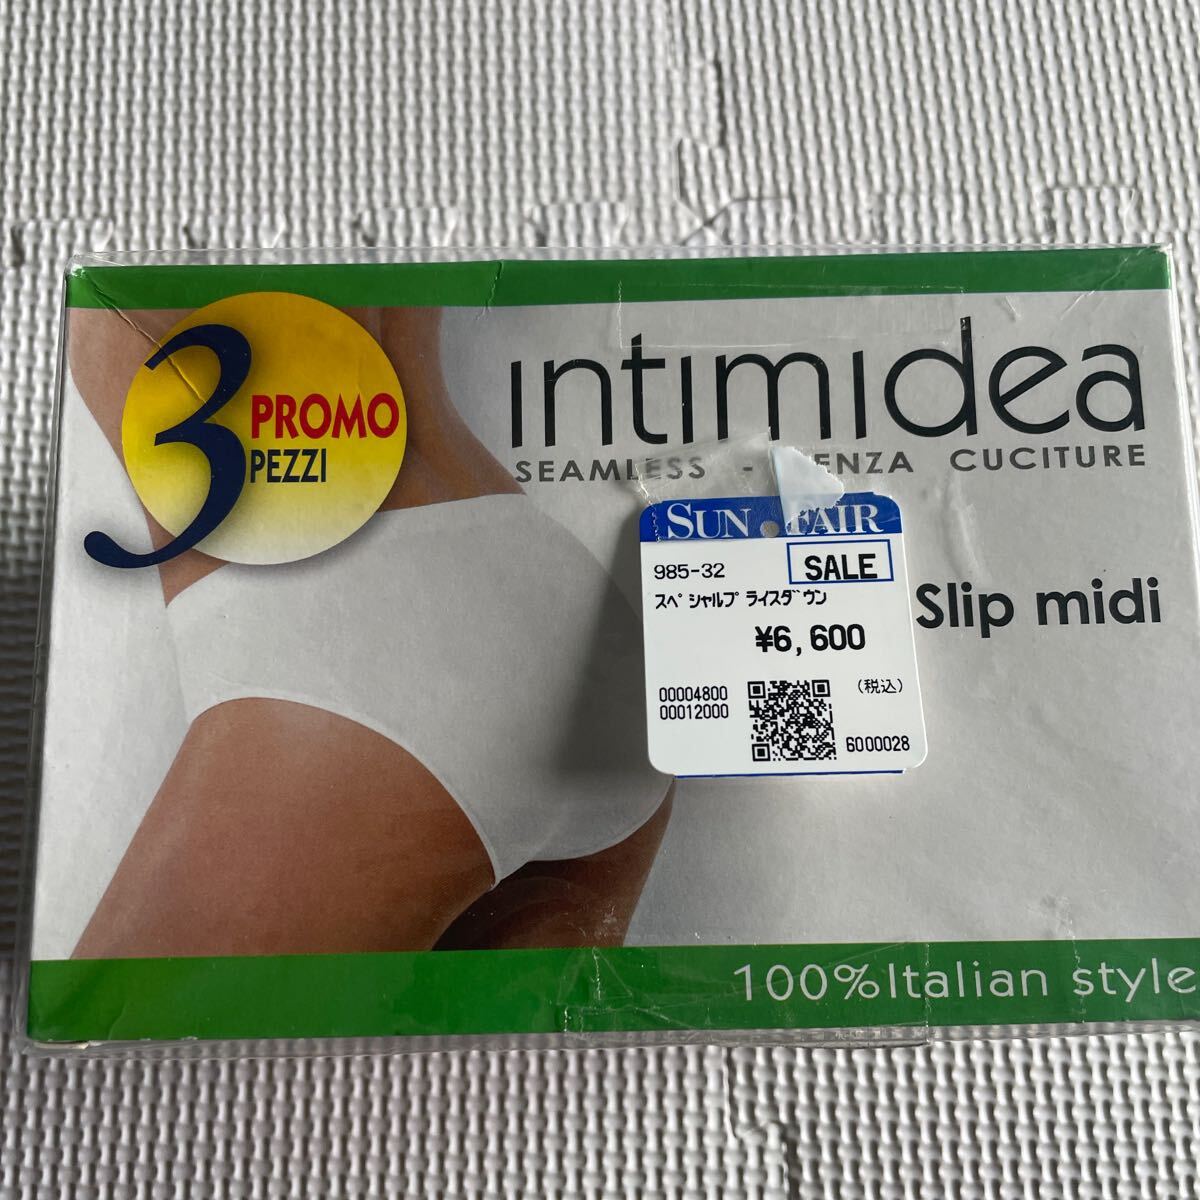 3
PROMO
PEZZI
intimidea
SEAMLESS - SENZA CUCITURE
SUN FAIR
985-32
SALE
スペシャルプライスダウン
¥6,600
00004800
(税込)
00012000
6000028
Slip midi
100%Italian style